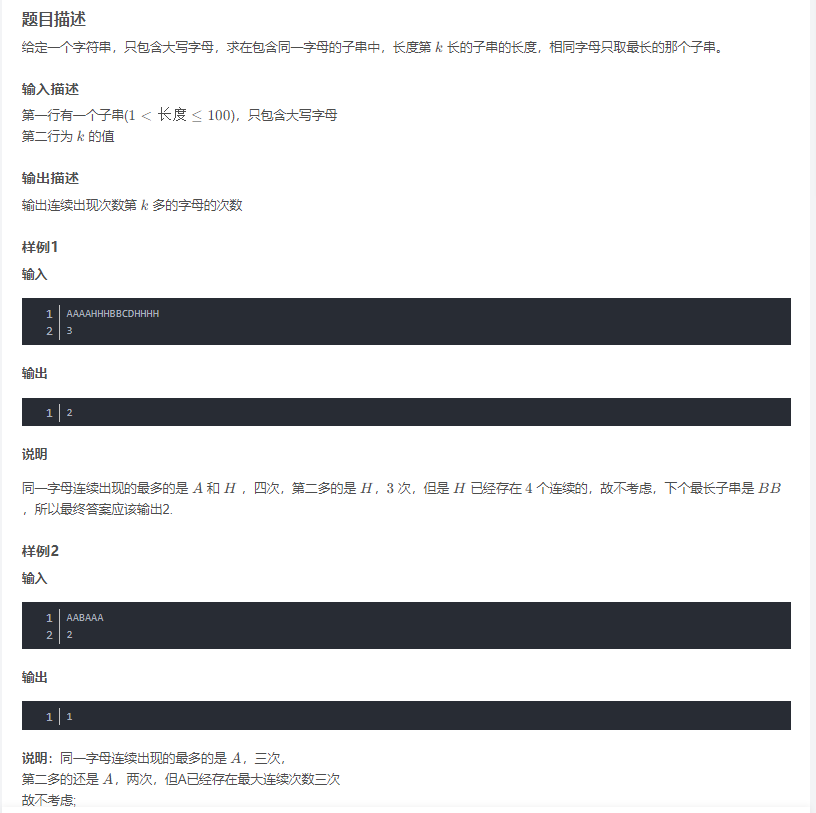 题目描述
给定一个字符串，只包含大写字母，求在包含同一字母的子串中，长度第 k 长的子串的长度，相同字母只取最长的那个子串。
输入描述
第一行有一个子串(1 < 长度 ≤ 100)，只包含大写字母
第二行为 k 的值
输出描述
输出连续出现次数第 k 多的字母的次数
样例1
输入
1 AAAAHHHBBCDHHHH
2 3
输出
1 2
说明
同一字母连续出现的最多的是 A 和 H ，四次，第二多的是 H，3 次，但是 H 已经存在 4 个连续的，故不考虑，下个最长子串是 BB
，所以最终答案应该输出2.
样例2
输入
1 AABAAA
2 2
输出
1 1
说明：同一字母连续出现的最多的是 A，三次，
第二多的还是 A，两次，但A已经存在最大连续次数三次
故不考虑;